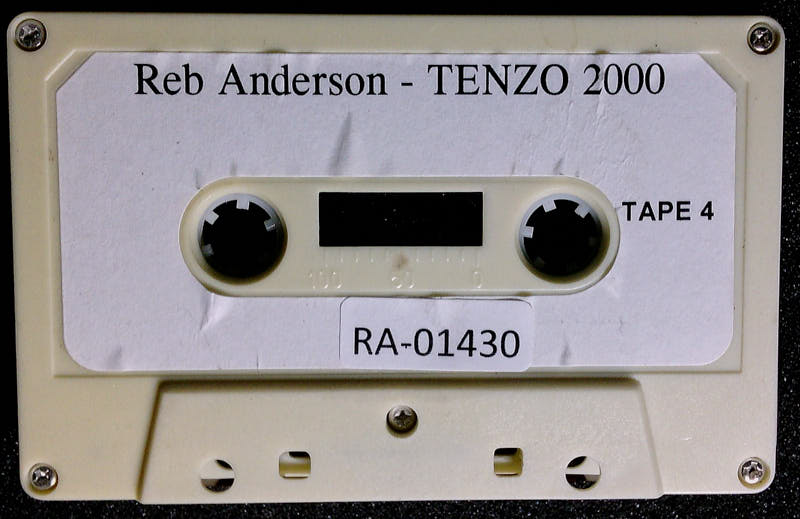 Reb Anderson - TENZO 2000
TAPE 4
100 50 0
RA-01430